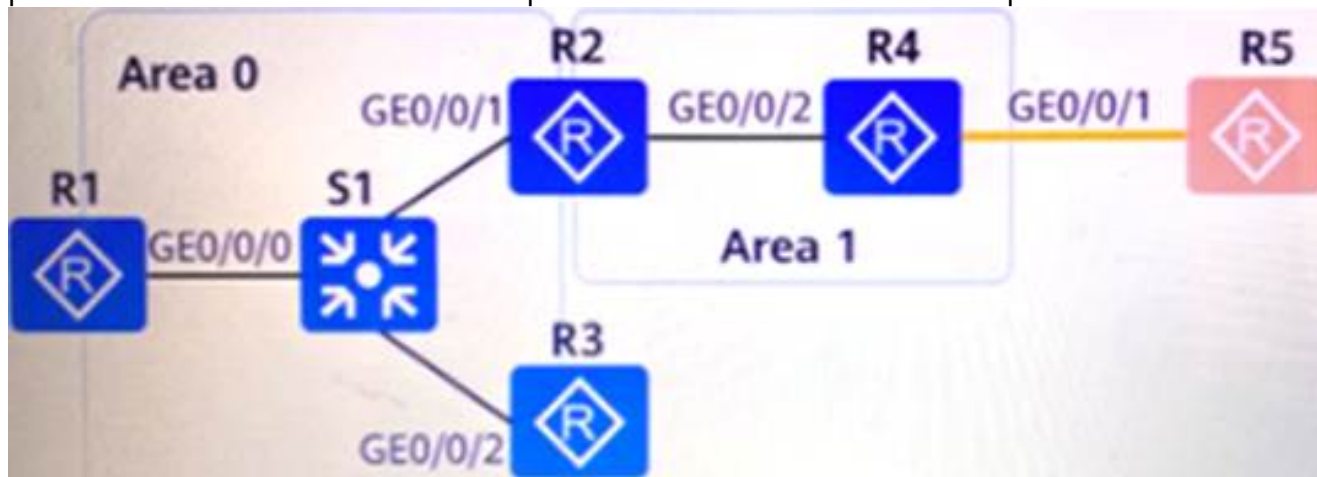 R2
R4
R5
Area 0
GE0/0/1
GE0/0/2
GE0/0/1
R
R
R
R1
S1
GE0/0/0
Area 1
R
R3
R
GE0/0/2